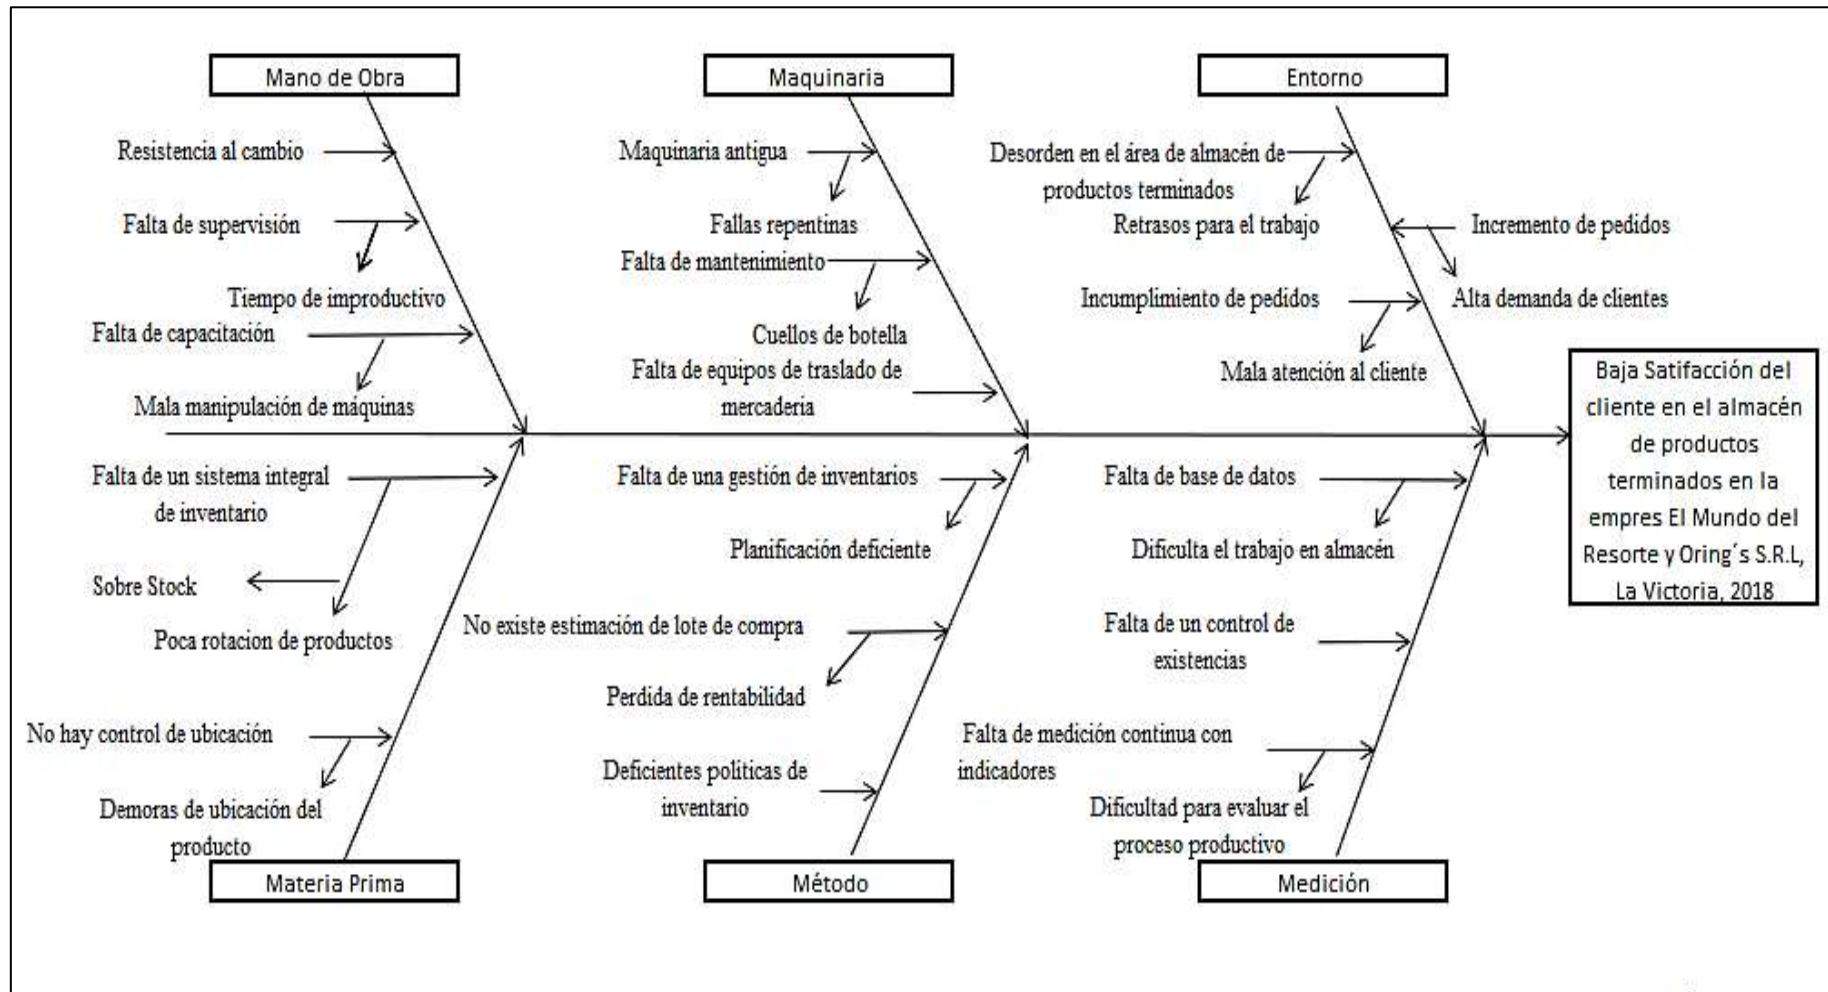 Mano de Obra
Maquinaria
Entorno
Resistencia al cambio
Falta de supervisión
Tiempo de improductivo
Falta de capacitación
Mala manipulación de máquinas
Maquinaria antigua
Fallas repentinas
Falta de mantenimiento
Cuellos de botella
Falta de equipos de traslado de
mercaderia
Desorden en el área de almacén de
productos terminados
Retrasos para el trabajo
Incremento de pedidos
Alta demanda de clientes
Incumplimiento de pedidos
Mala atención al cliente
Baja Satifacción del
cliente en el almacén
de productos
terminados en la
empres El Mundo del
Resorte y Oring´s S.R.L,
La Victoria, 2018
Falta de un sistema integral
de inventario
Sobre Stock
Poca rotacion de productos
No hay control de ubicación
Demoras de ubicación del
producto
Falta de una gestión de inventarios
Planificación deficiente
No existe estimación de lote de compra
Perdida de rentabilidad
Deficientes políticas de
inventario
Falta de base de datos
Dificulta el trabajo en almacén
Falta de un control de
existencias
Falta de medición continua con
indicadores
Dificultad para evaluar el
proceso productivo
Materia Prima
Método
Medición